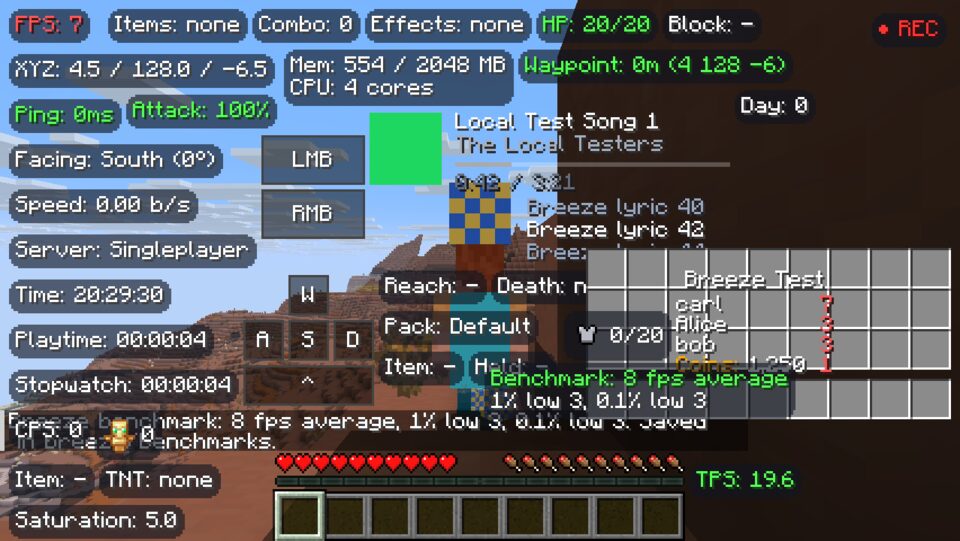 FPS: 7
Items: none
Combo: 0
Effects: none
HP: 20/20
Block: -
REC
XYZ: 4.5 / 128.0 / -6.5
Mem: 554 / 2048 MB
CPU: 4 cores
Waypoint: 0m (4 128 -6)
Ping: 0ms
Attack: 100%
Day: 0
Local Test Song 1
The Local Testers
Facing: South (0°)
LMB
Speed: 0.00 b/s
RMB
Breeze lyric 40
Breeze lyric 42
Server: Singleplayer
Time: 20:29:30
W
Reach: - Death:
Breeze Test
carl 7
Alice 3
bob 3
1,250 1
Playtime: 00:00:04
A S D
Pack: Default
0/20
Stopwatch: 00:00:04
^
Item: -
Benchmark: 8 fps average
1% low 3, 0.1% low 3
benchmark: 8 fps average, 1% low 3, 0.1% low 3. Saved
CPS: 0
0
benchmarks.
Item: -
TNT: none
TPS: 19.6
Saturation: 5.0